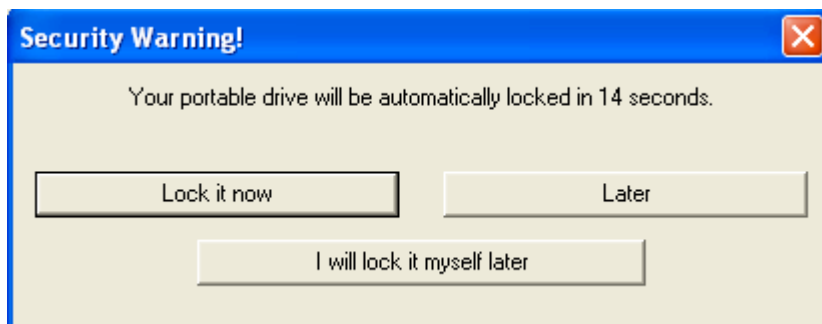 Security Warning!
Your portable drive will be automatically locked in 14 seconds.
Lock it now
Later
I will lock it myself later